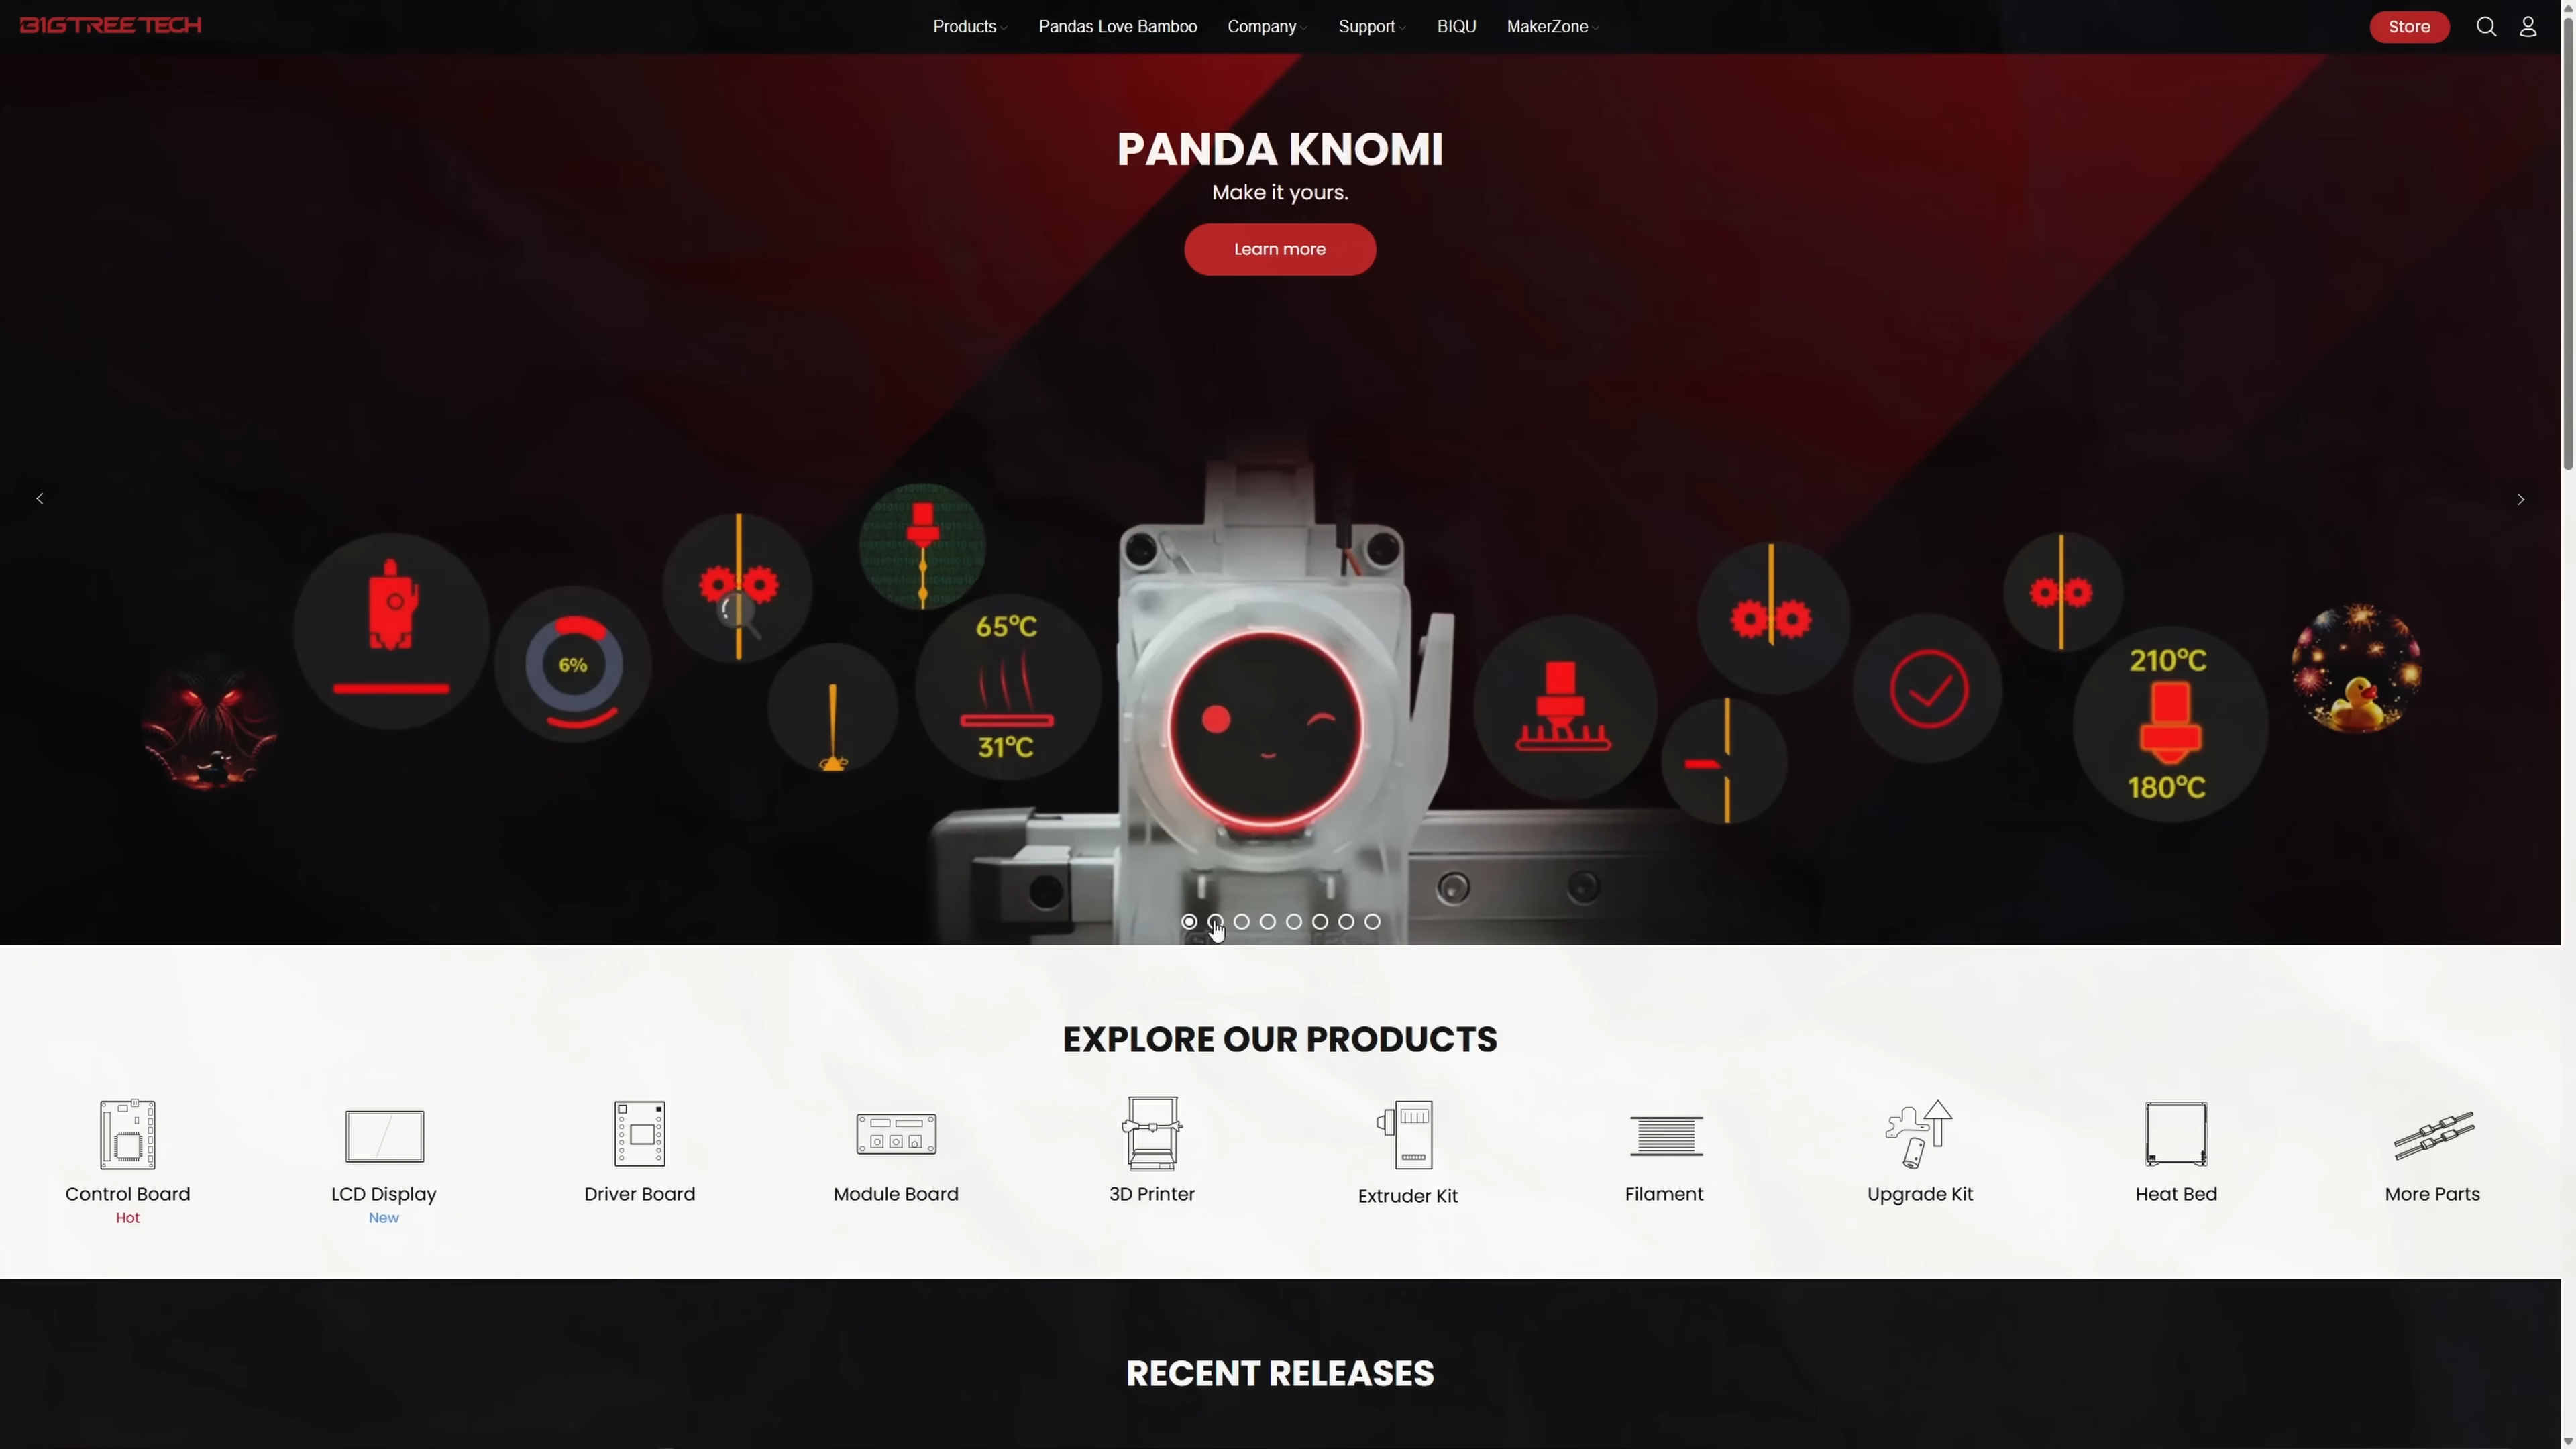 BIGTREETECH
Products
Pandas Love Bamboo
Company
Support
BIQU
MakerZone
Store
PANDA KNOMI
Make it yours.
Learn more
6%
65°C
31°C
210°C
180°C
EXPLORE OUR PRODUCTS
Control Board
Hot
LCD Display
New
Driver Board
Module Board
3D Printer
Extruder Kit
Filament
Upgrade Kit
Heat Bed
More Parts
RECENT RELEASES